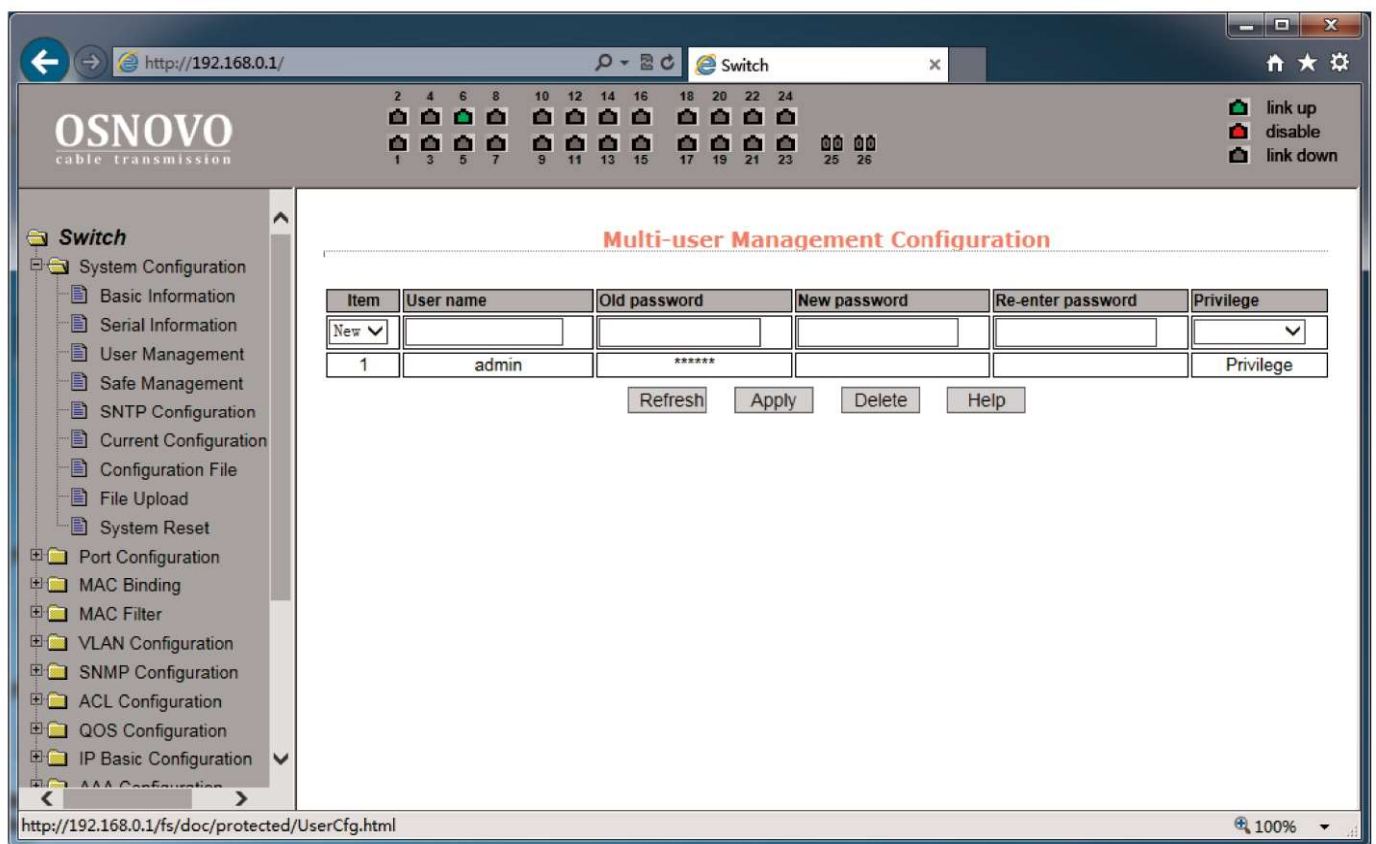 http://192.168.0.1/
Switch
OSNOVO
cable transmission
2 4 6 8 10 12 14 16 18 20 22 24
1 3 5 7 9 11 13 15 17 19 21 23 25 26
link up
disable
link down
Switch
System Configuration
Basic Information
Serial Information
User Management
Safe Management
SNTP Configuration
Current Configuration
Configuration File
File Upload
System Reset
Port Configuration
MAC Binding
MAC Filter
VLAN Configuration
SNMP Configuration
ACL Configuration
QOS Configuration
IP Basic Configuration
AAA Configuration
Multi-user Management Configuration
Item User name Old password New password Re-enter password Privilege
New
1 admin ****** Privilege
Refresh Apply Delete Help
http://192.168.0.1/fs/doc/protected/UserCfg.html
100%